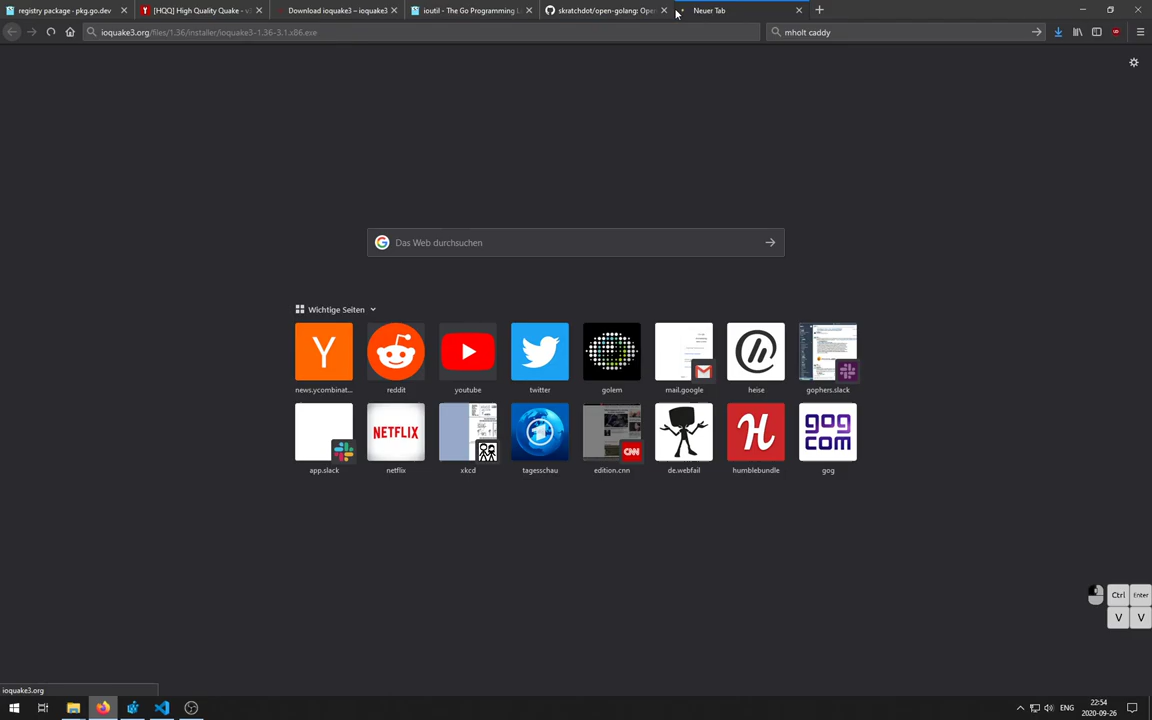 registry package - pkg.go.dev
[HQQ] High Quality Quake - v
Download ioquake3 – ioquake3
ioutil - The Go Programming L
skratchdot/open-golang: Ope
Neuer Tab
ioquake3.org/files/1.36/installer/ioquake3-1.36-3.1.x86.exe
mholt caddy
Das Web durchsuchen
Wichtige Seiten
news.ycombinat...
reddit
youtube
twitter
golem
mail.google
heise
gophers.slack
NETFLIX
CNN
gog
com
app.slack
netflix
xkcd
tagesschau
edition.cnn
de.webfail
humblebundle
gog
Ctrl Enter
V V
ioquake3.org
ENG
22:54
2020-09-26